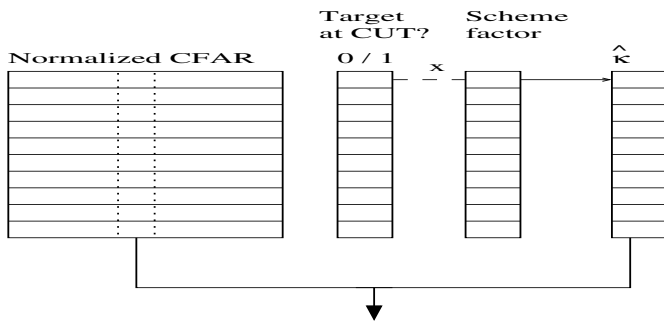 Target
at CUT?
Scheme
factor
Normalized CFAR
0 / 1
x
κ̂